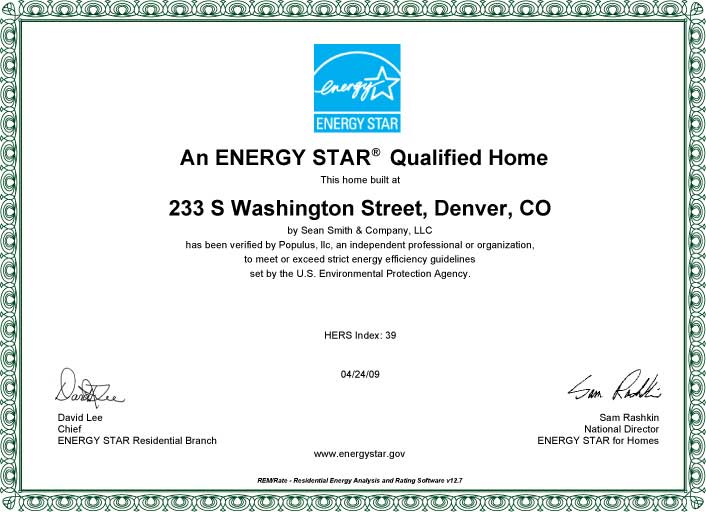 energy
ENERGY STAR
An ENERGY STAR® Qualified Home
This home built at
233 S Washington Street, Denver, CO
by Sean Smith & Company, LLC
has been verified by Populus, llc, an independent professional or organization,
to meet or exceed strict energy efficiency guidelines
set by the U.S. Environmental Protection Agency.
HERS Index: 39
04/24/09
David Lee
Sam Rashkin
David Lee
Sam Rashkin
Chief
National Director
ENERGY STAR Residential Branch
ENERGY STAR for Homes
www.energystar.gov
REM/Rate - Residential Energy Analysis and Rating Software v12.7